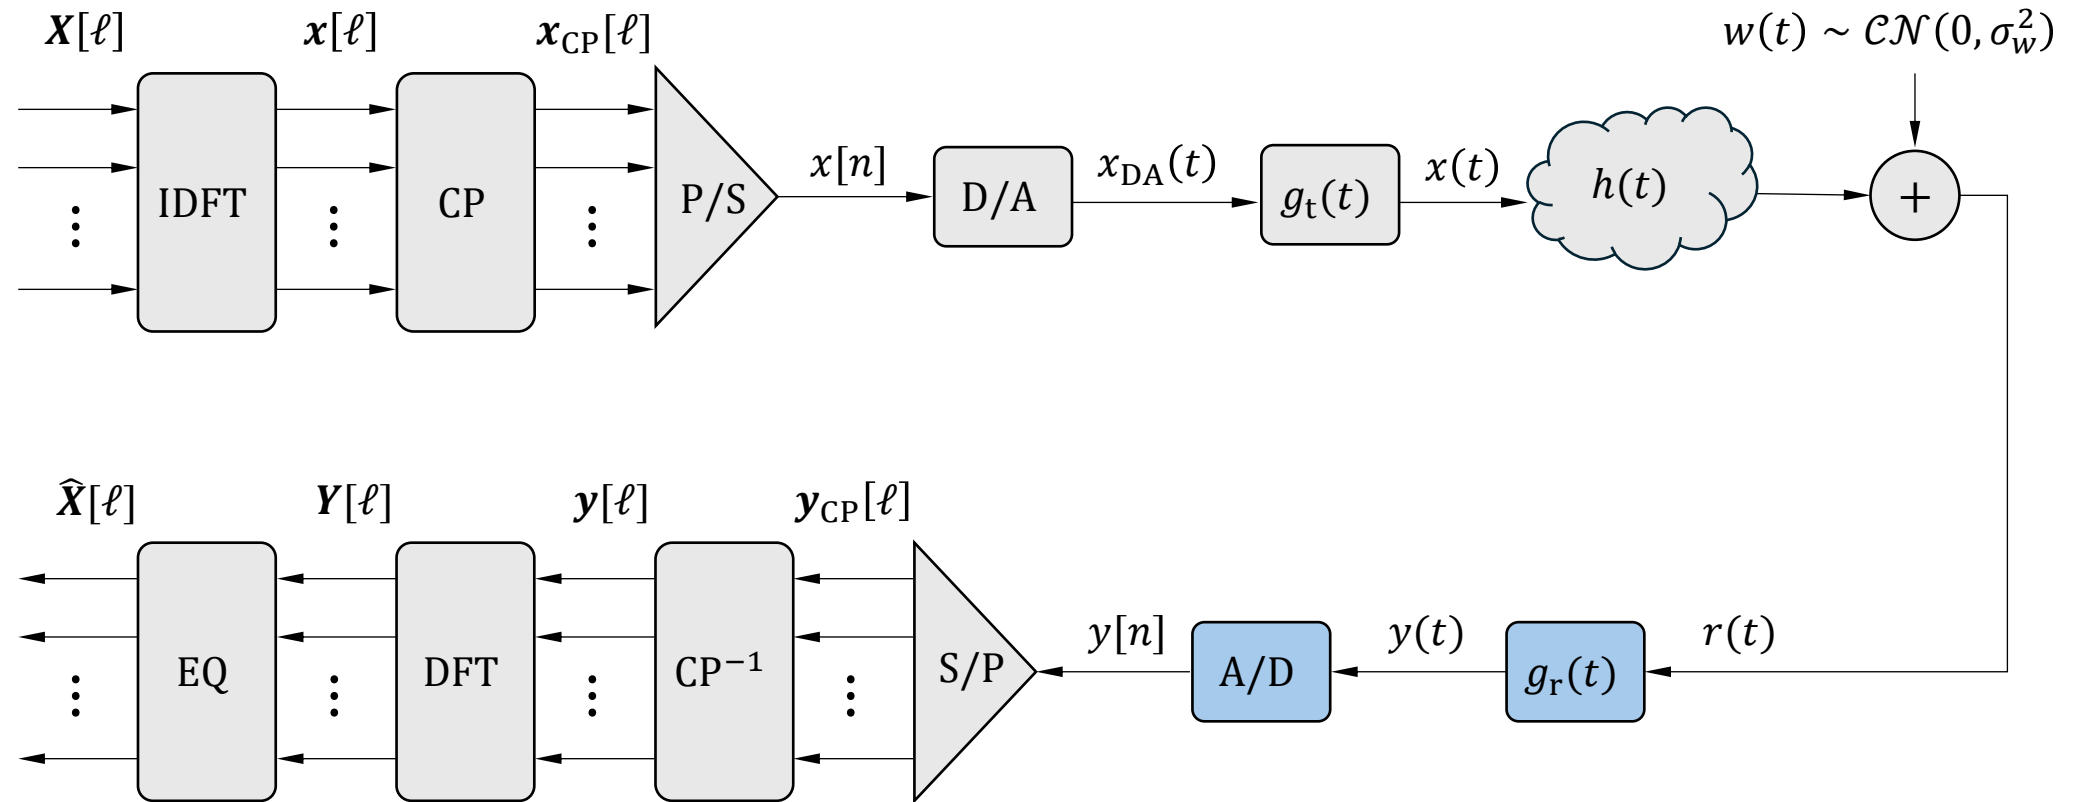 X[ℓ] x[ℓ] x_CP[ℓ] w(t) ~ 𝒞𝒩(0, σ_w^2)
IDFT CP P/S x[n] D/A x_DA(t) g_t(t) x(t) h(t) +
⋮ ⋮ ⋮
X̂[ℓ] Y[ℓ] y[ℓ] y_CP[ℓ]
EQ DFT CP⁻¹ S/P y[n] A/D y(t) g_r(t) r(t)
⋮ ⋮ ⋮ ⋮